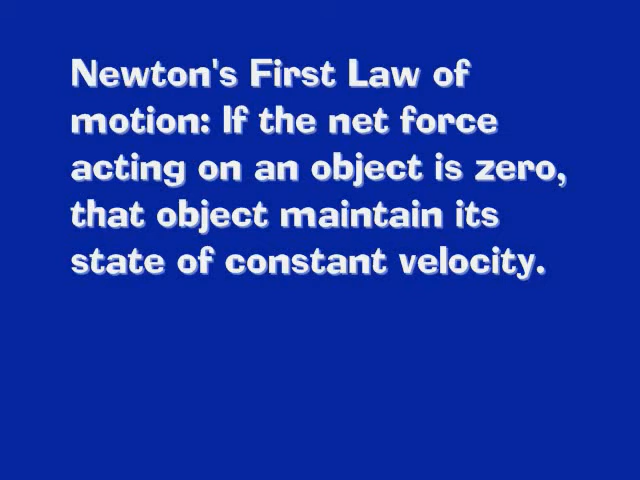 Newton's First Law of
motion: If the net force
acting on an object is zero,
that object maintain its
state of constant velocity.